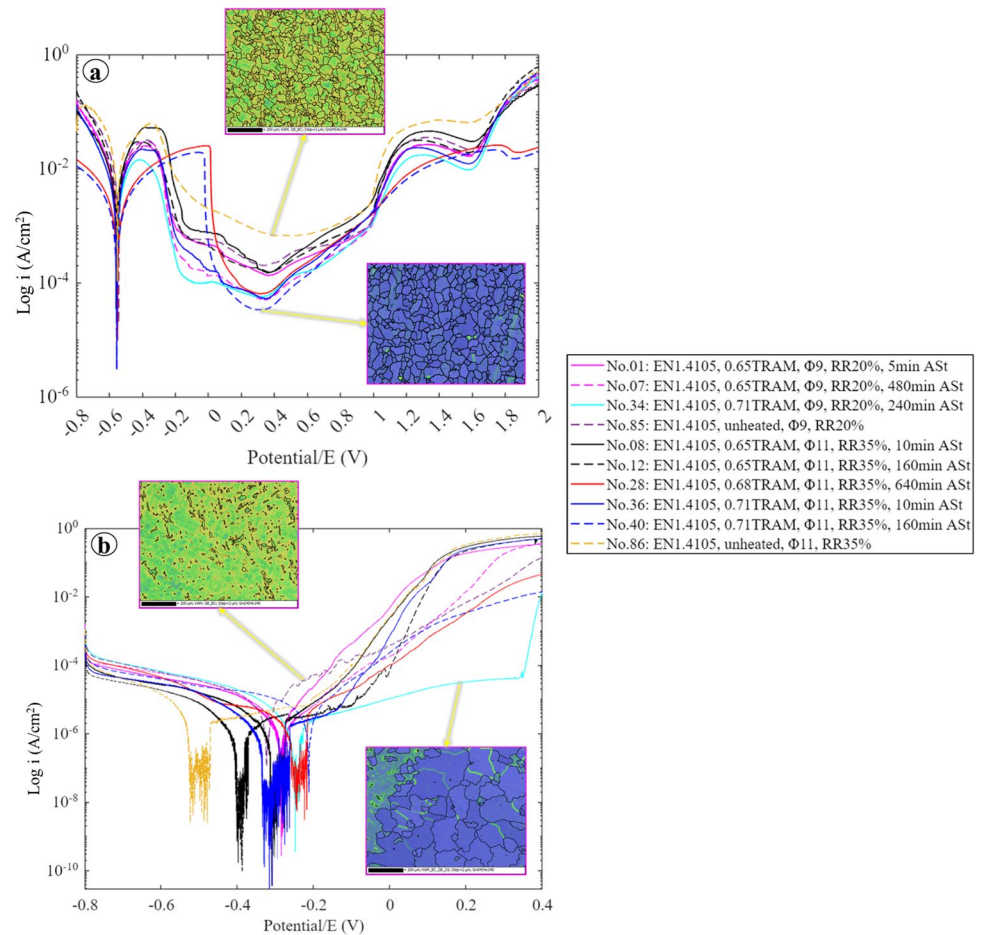 a
10^0
10^-2
10^-4
10^-6
Log i (A/cm^2)
-0.8
-0.6
-0.4
-0.2
0
0.2
0.4
0.6
0.8
1
1.2
1.4
1.6
1.8
2
Potential/E (V)
No.01: EN1.4105, 0.65TRAM, Φ9, RR20%, 5min ASt
No.07: EN1.4105, 0.65TRAM, Φ9, RR20%, 480min ASt
No.34: EN1.4105, 0.71TRAM, Φ9, RR20%, 240min ASt
No.85: EN1.4105, unheated, Φ9, RR20%
No.08: EN1.4105, 0.65TRAM, Φ11, RR35%, 10min ASt
No.12: EN1.4105, 0.65TRAM, Φ11, RR35%, 160min ASt
No.28: EN1.4105, 0.68TRAM, Φ11, RR35%, 640min ASt
No.36: EN1.4105, 0.71TRAM, Φ11, RR35%, 10min ASt
No.40: EN1.4105, 0.71TRAM, Φ11, RR35%, 160min ASt
No.86: EN1.4105, unheated, Φ11, RR35%
b
10^0
10^-2
10^-4
10^-6
10^-8
10^-10
Log i (A/cm^2)
-0.8
-0.6
-0.4
-0.2
0
0.2
0.4
Potential/E (V)